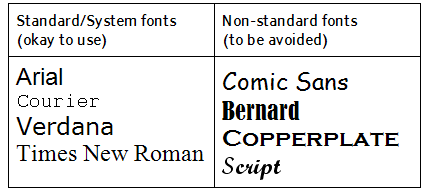 Standard/System fonts
(okay to use)
Non-standard fonts
(to be avoided)
Arial
Courier
Verdana
Times New Roman
Comic Sans
Bernard
Copperplate
Script